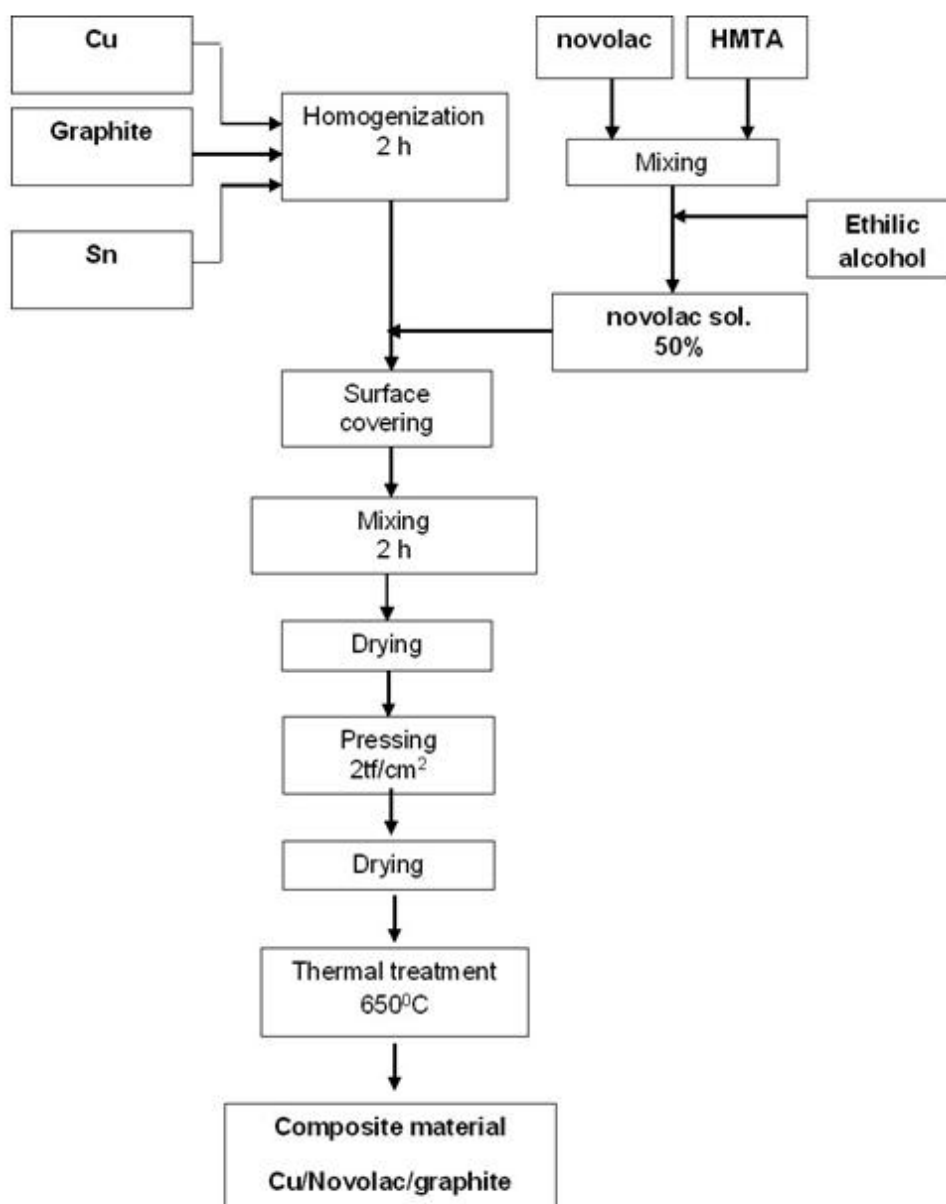 Cu
Graphite
Sn
Homogenization
2 h
novolac
HMTA
Mixing
Ethilic
alcohol
novolac sol.
50%
Surface
covering
Mixing
2 h
Drying
Pressing
2tf/cm²
Drying
Thermal treatment
650⁰C
Composite material
Cu/Novolac/graphite